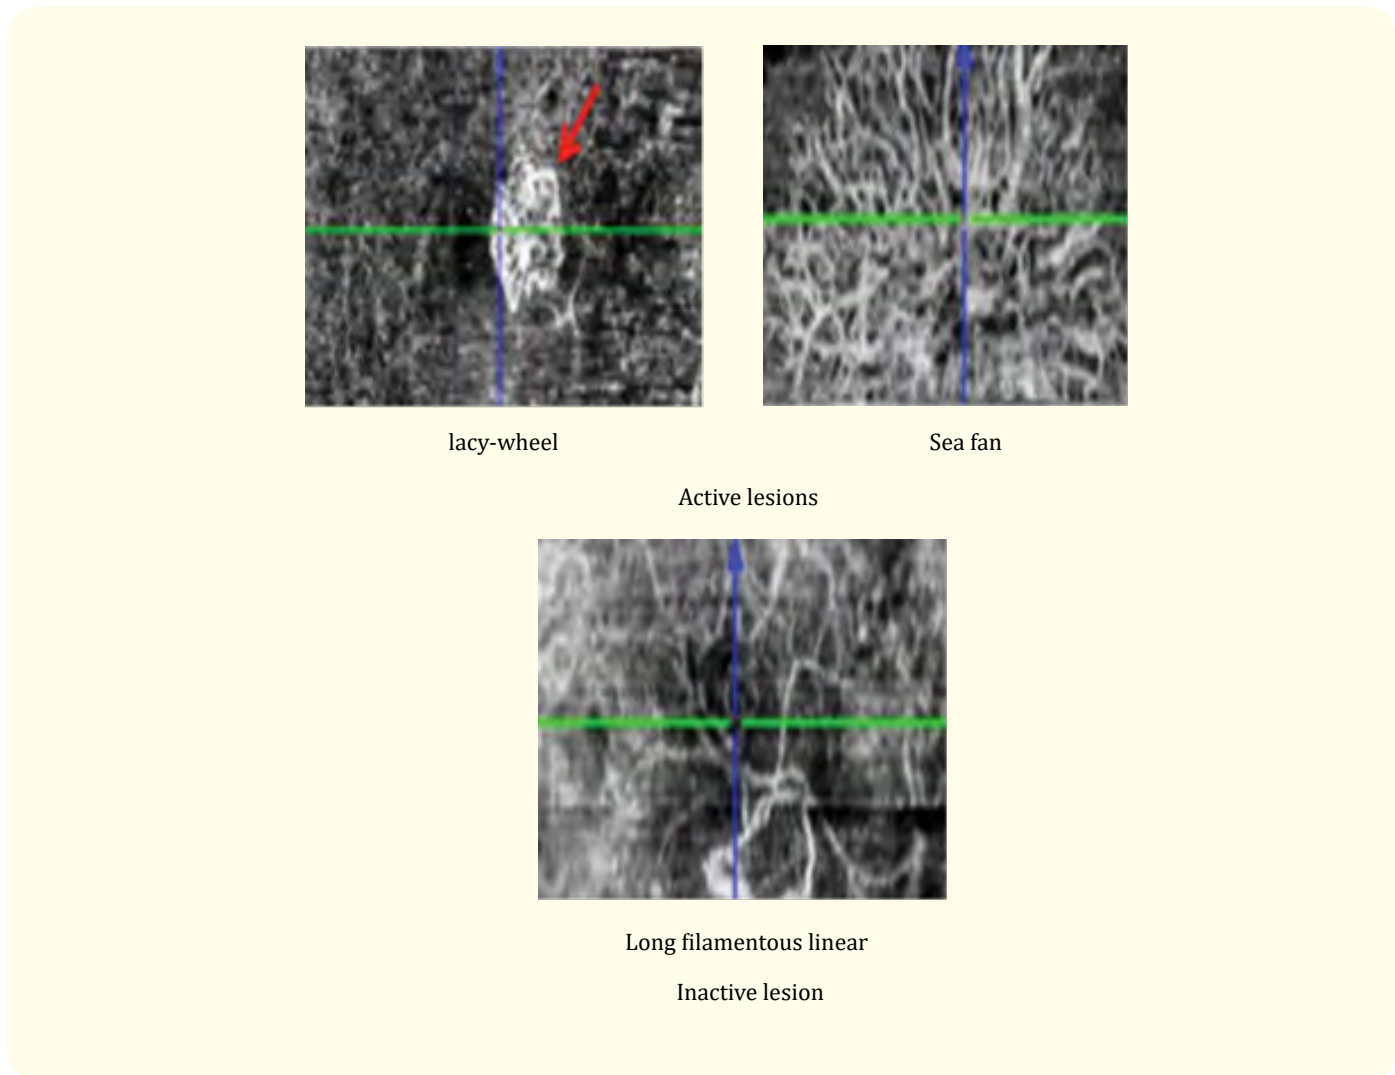 lacy-wheel
Sea fan
Active lesions
Long filamentous linear
Inactive lesion